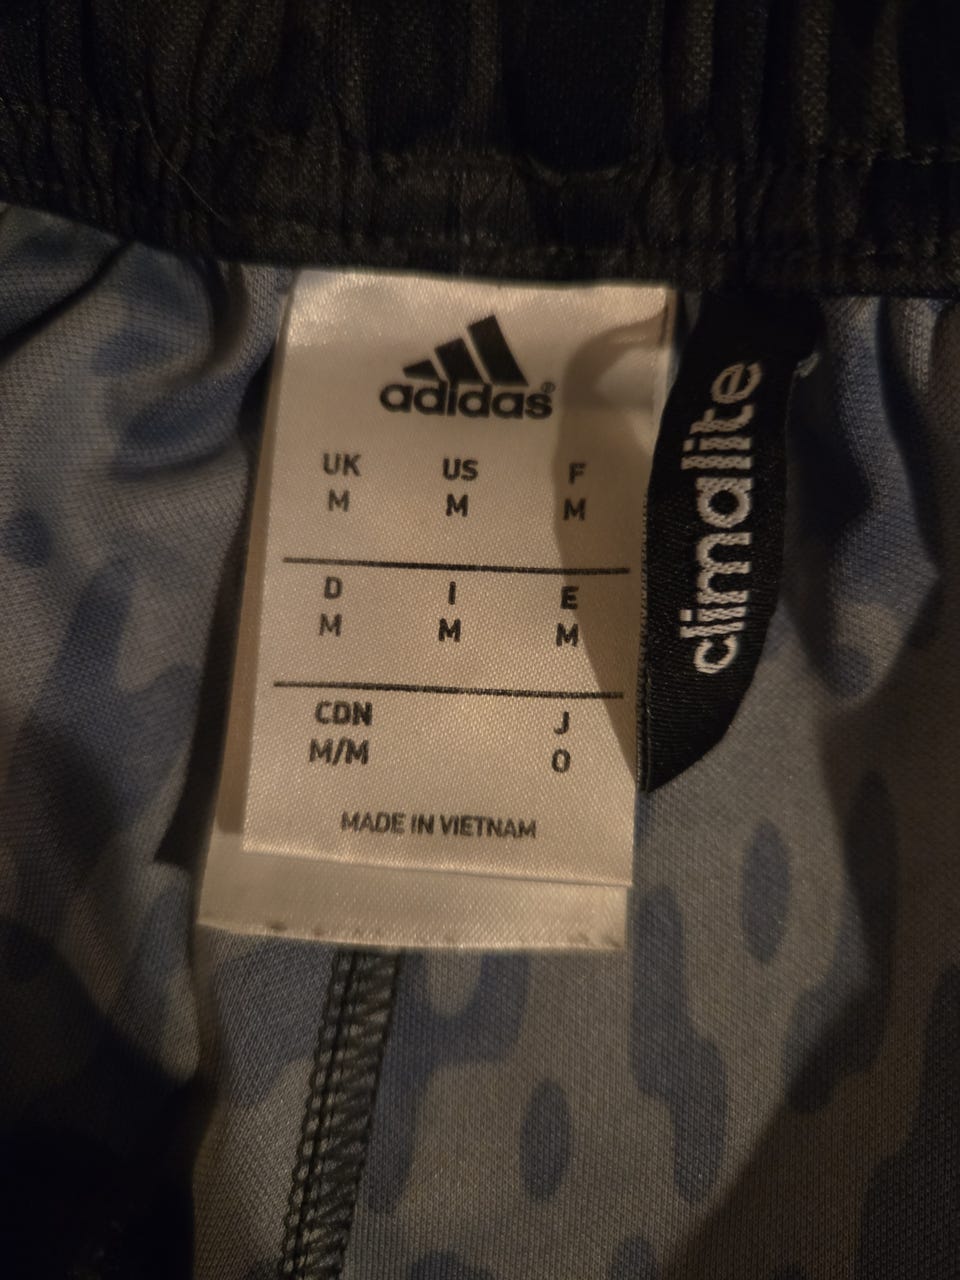 adidas®
UK US F
M M M
D I E
M M M
CDN J
M/M O
MADE IN VIETNAM
climalite